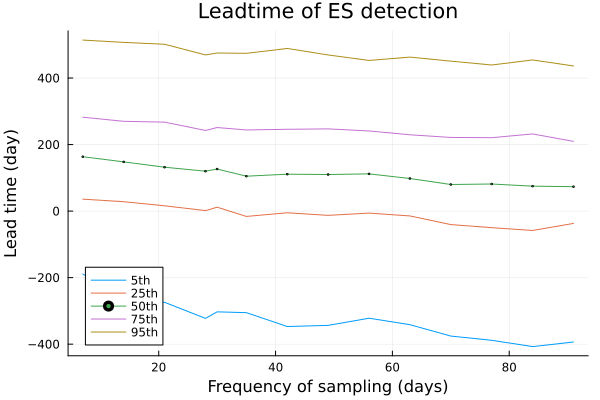 Leadtime of ES detection
Lead time (day)
400
200
0
−200
−400
5th
25th
50th
75th
95th
20
40
60
80
Frequency of sampling (days)